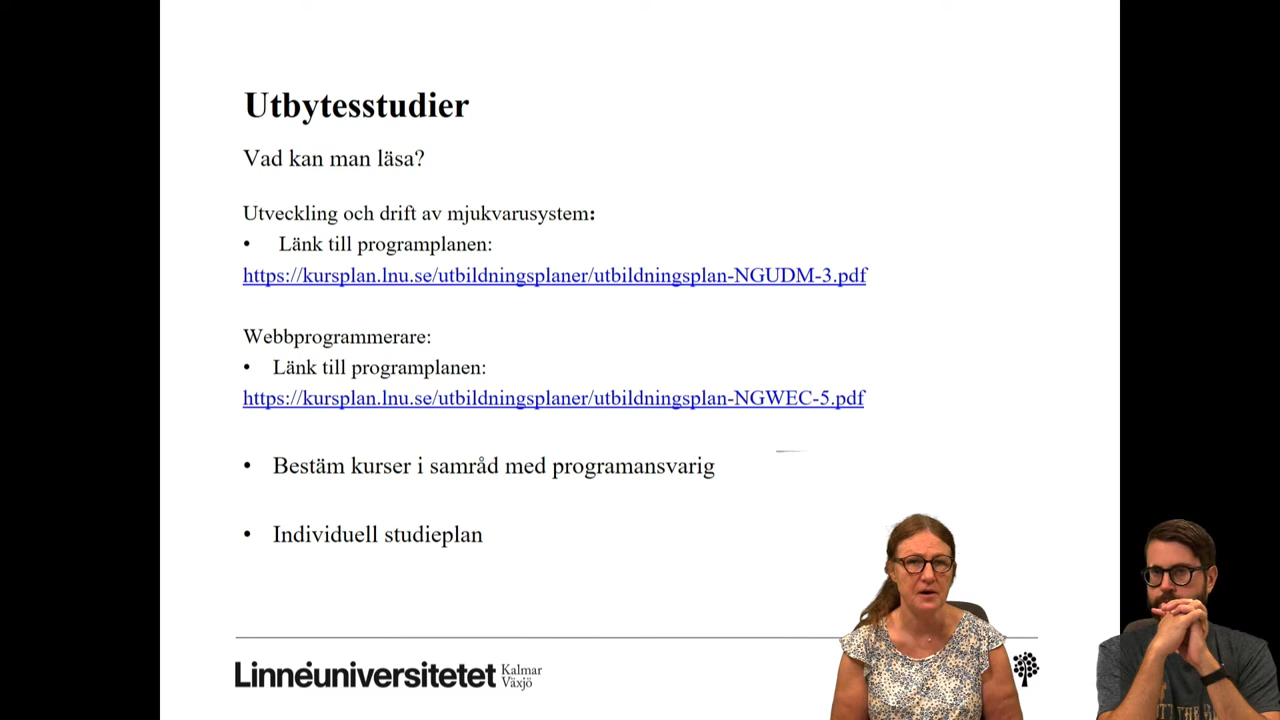 Utbytesstudier
Vad kan man läsa?
Utveckling och drift av mjukvarusystem:
• Länk till programplanen:
https://kursplan.lnu.se/utbildningsplaner/utbildningsplan-NGUDM-3.pdf
Webbprogrammerare:
• Länk till programplanen:
https://kursplan.lnu.se/utbildningsplaner/utbildningsplan-NGWEC-5.pdf
• Bestäm kurser i samråd med programansvarig
• Individuell studieplan
Linnéuniversitetet
Kalmar
Växjö